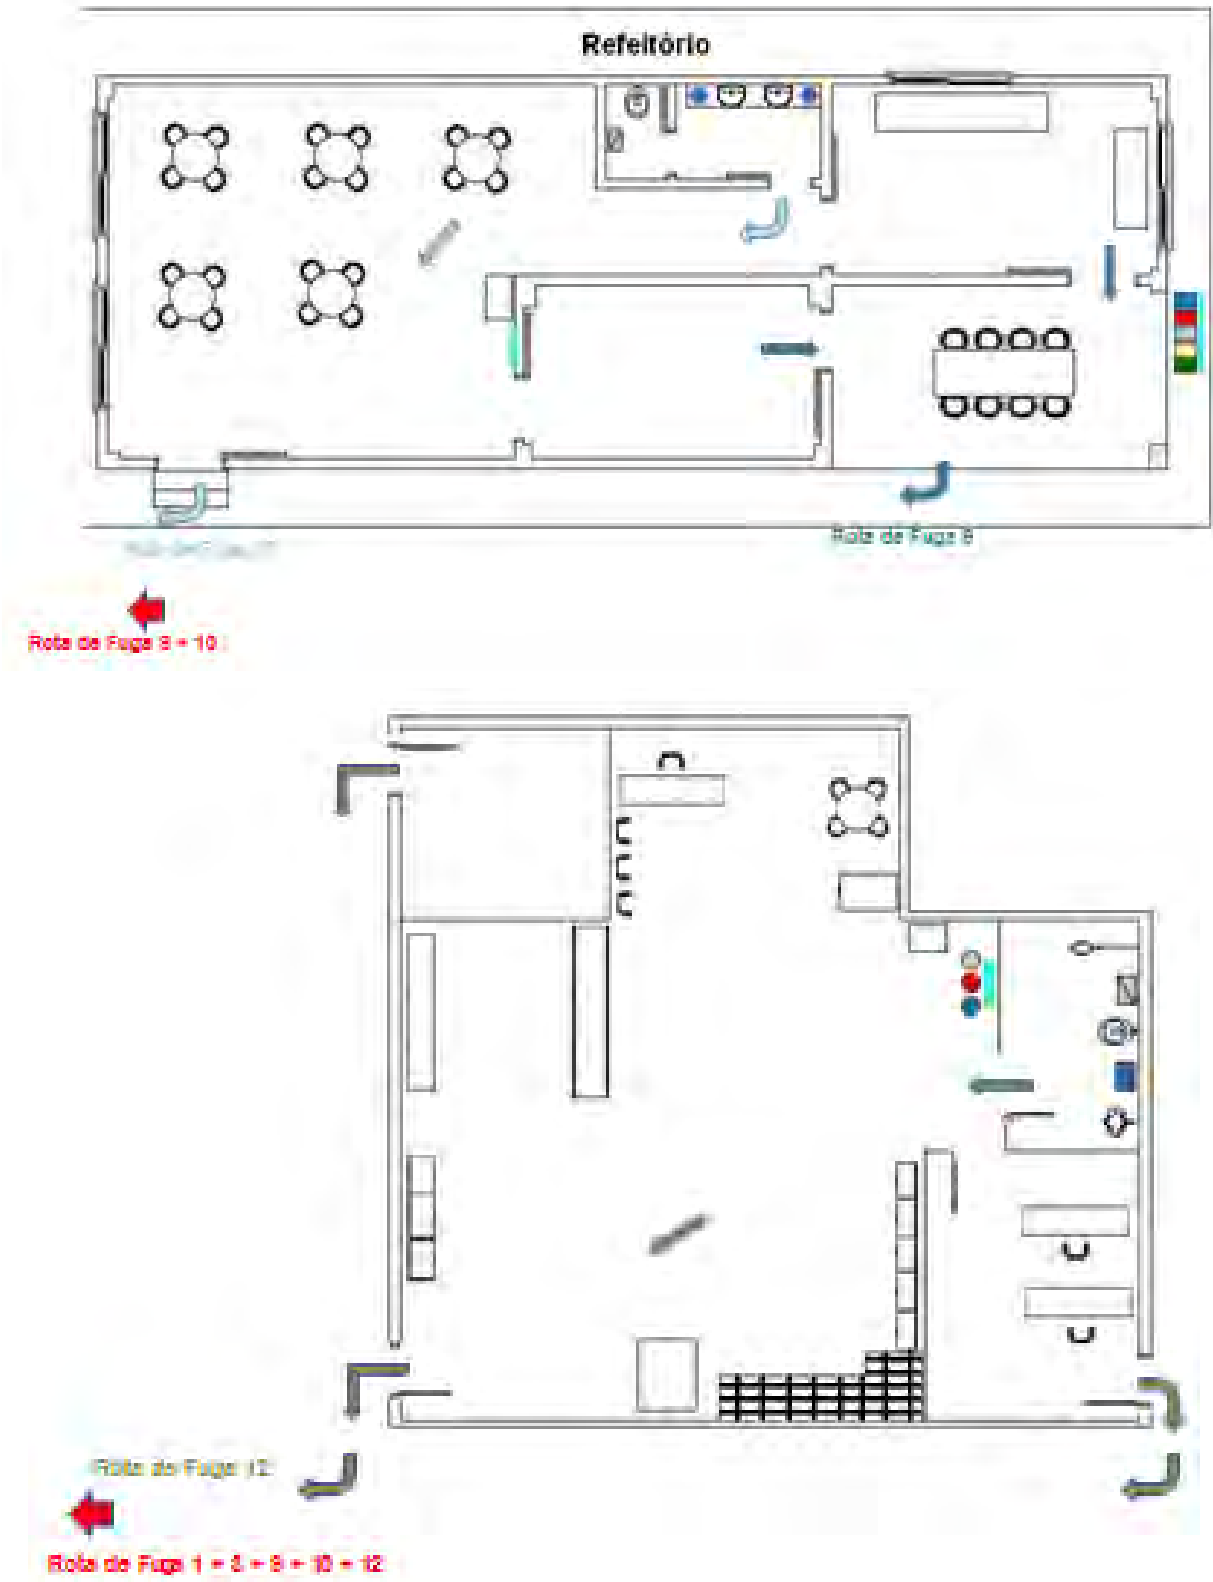 Refeitório
Rota de Fuga 9
Rota de Fuga 9 + 10
Rota de Fuga 12
Rota de Fuga 1 + 8 + 9 + 10 + 12